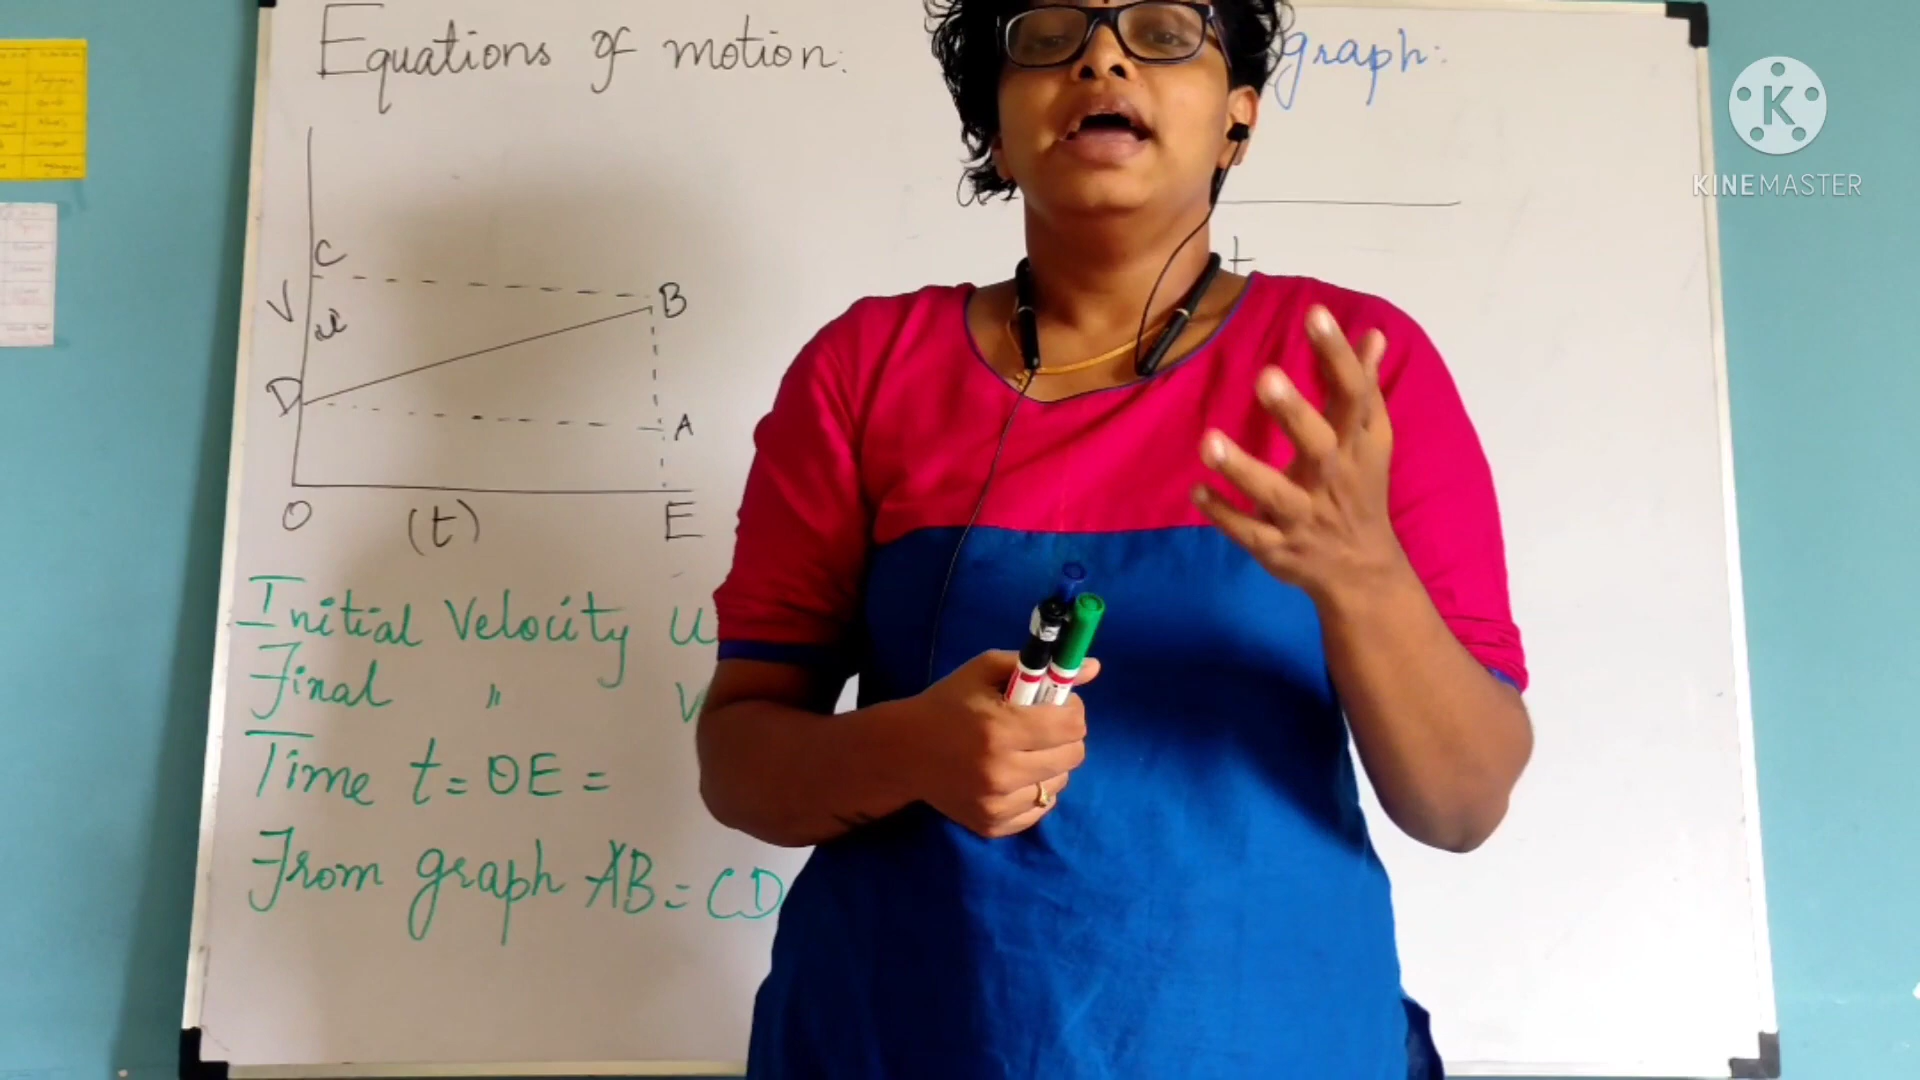 Equations of motion: graph:
KINEMASTER
t
C
V
B
u
D
A
O (t) E
Initial Velocity u
Final " V
Time t = OE =
From graph AB = CD